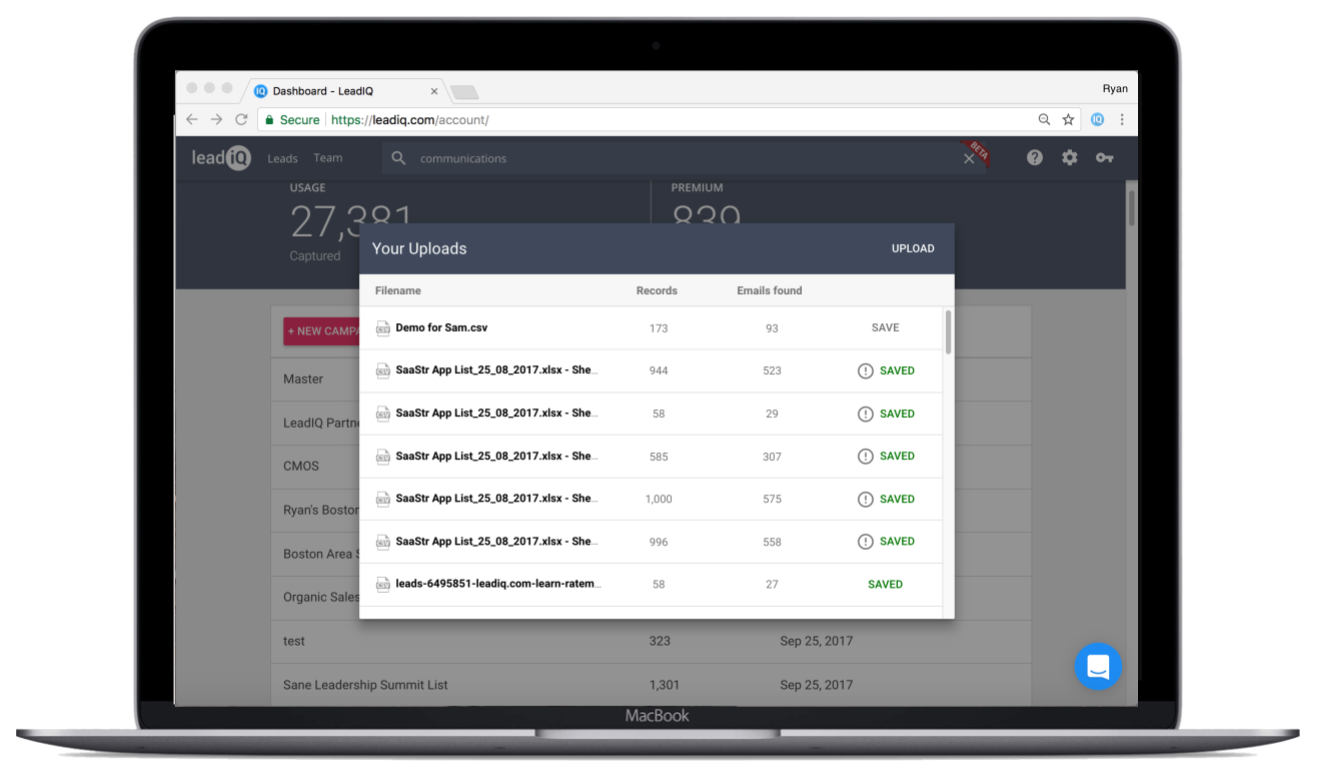 Dashboard - LeadIQ
Ryan
Secure https://leadiq.com/account/
leadIQ Leads Team communications BETA
USAGE PREMIUM
27,381 839
Captured
Your Uploads UPLOAD
Filename Records Emails found
+ NEW CAMPA
Demo for Sam.csv 173 93 SAVE
Master
SaaStr App List_25_08_2017.xlsx - She... 944 523 SAVED
LeadIQ Partne
SaaStr App List_25_08_2017.xlsx - She... 58 29 SAVED
CMOS
SaaStr App List_25_08_2017.xlsx - She... 585 307 SAVED
Ryan's Boston
SaaStr App List_25_08_2017.xlsx - She... 1,000 575 SAVED
Boston Area S
SaaStr App List_25_08_2017.xlsx - She... 996 558 SAVED
Organic Sales
leads-6495851-leadiq.com-learn-ratem... 58 27 SAVED
test 323 Sep 25, 2017
Sane Leadership Summit List 1,301 Sep 25, 2017
MacBook